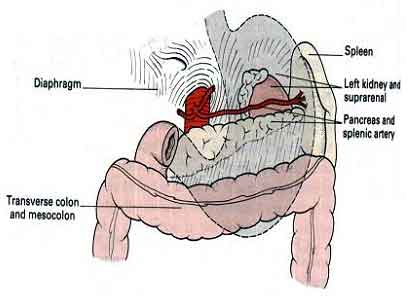 Spleen
Diaphragm
Left kidney and
suprarenal
Pancreas and
splenic artery
Transverse colon
and mesocolon